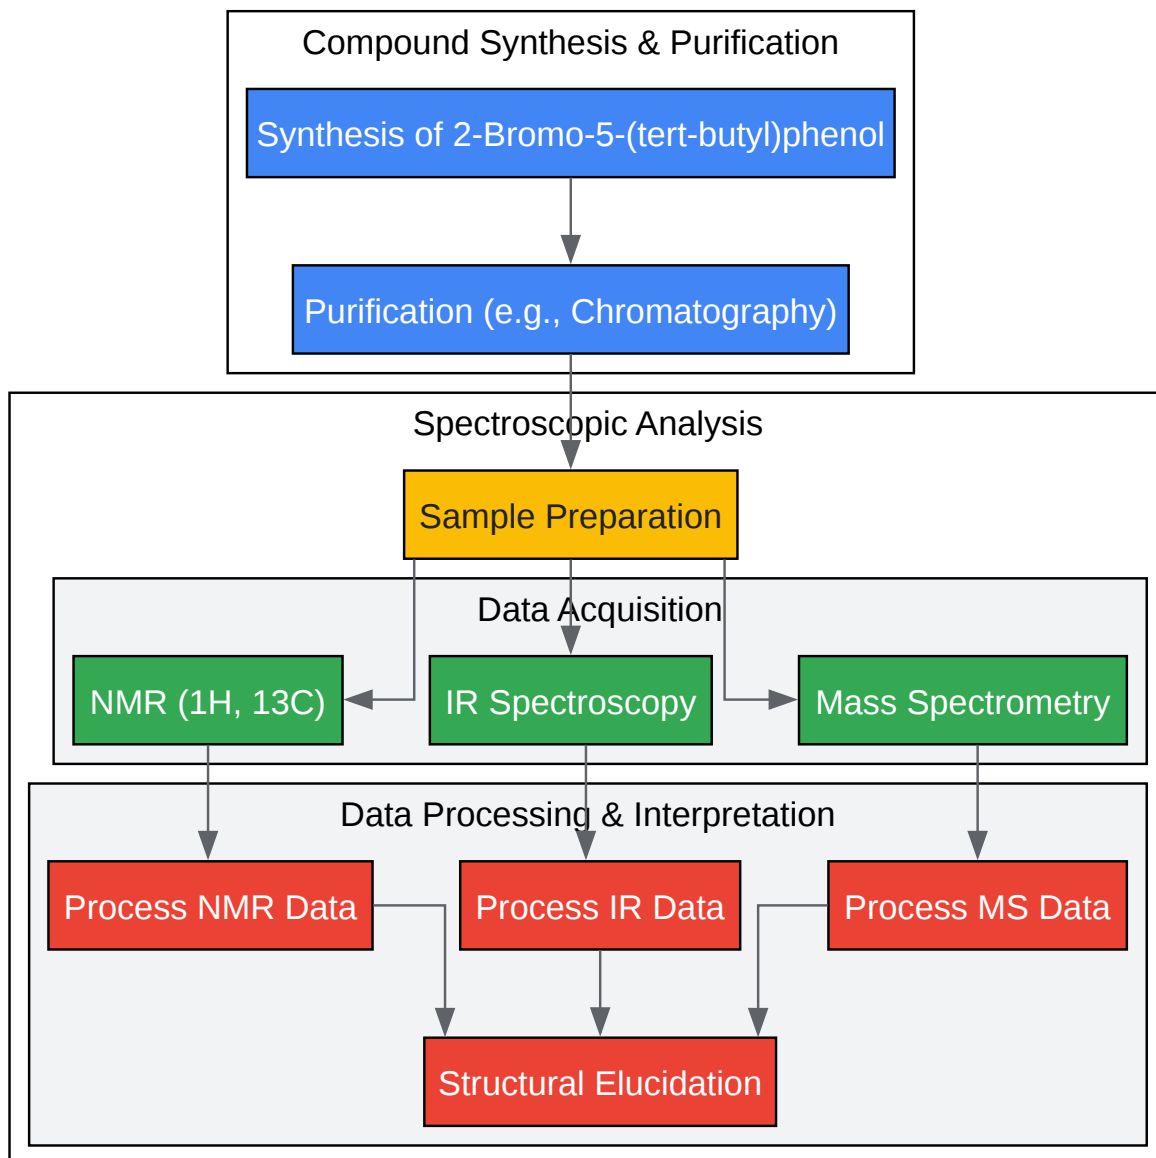 Compound Synthesis & Purification
Synthesis of 2-Bromo-5-(tert-butyl)phenol
Purification (e.g., Chromatography)
Spectroscopic Analysis
Sample Preparation
Data Acquisition
NMR (1H, 13C)
IR Spectroscopy
Mass Spectrometry
Data Processing & Interpretation
Process NMR Data
Process IR Data
Process MS Data
Structural Elucidation